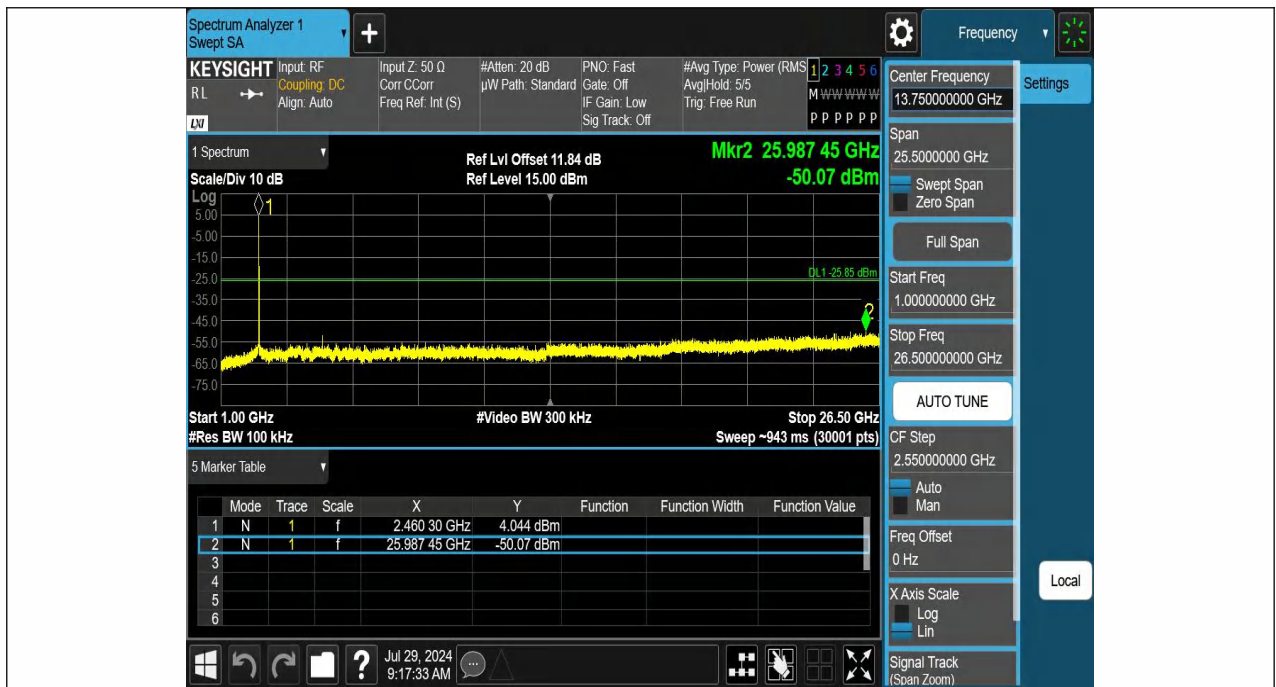 Spectrum Analyzer 1
Swept SA
+
Frequency
KEYSIGHT
RL
LXI
Input: RF
Coupling: DC
Align: Auto
Input Z: 50 Ω
Corr CCorr
Freq Ref: Int (S)
#Atten: 20 dB
µW Path: Standard
PNO: Fast
Gate: Off
IF Gain: Low
Sig Track: Off
#Avg Type: Power (RMS
Avg|Hold: 5/5
Trig: Free Run
1 2 3 4 5 6
M W W W W W
P P P P P P
1 Spectrum
Scale/Div 10 dB
Ref Lvl Offset 11.84 dB
Ref Level 15.00 dBm
Mkr2 25.987 45 GHz
-50.07 dBm
Log
1
5.00
-5.00
-15.0
-25.0
DL1 -25.85 dBm
-35.0
2
-45.0
-55.0
-65.0
-75.0
Start 1.00 GHz
#Video BW 300 kHz
Stop 26.50 GHz
#Res BW 100 kHz
Sweep ~943 ms (30001 pts)
5 Marker Table
Mode Trace Scale X Y Function Function Width Function Value
1 N 1 f 2.460 30 GHz 4.044 dBm
2 N 1 f 25.987 45 GHz -50.07 dBm
3
4
5
6
?
Jul 29, 2024
9:17:33 AM
Center Frequency
13.750000000 GHz
Settings
Span
25.5000000 GHz
Swept Span
Zero Span
Full Span
Start Freq
1.000000000 GHz
Stop Freq
26.500000000 GHz
AUTO TUNE
CF Step
2.550000000 GHz
Auto
Man
Freq Offset
0 Hz
Local
X Axis Scale
Log
Lin
Signal Track
(Span Zoom)